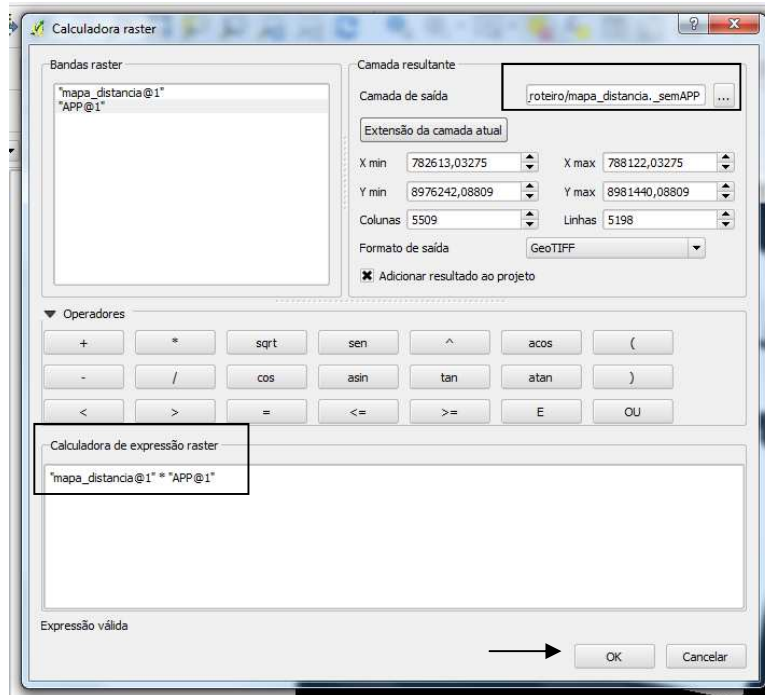 Calculadora raster
Bandas raster
"mapa_distancia@1"
"APP@1"
Camada resultante
Camada de saída
roteiro/mapa_distancia._semAPP
...
Extensão da camada atual
X min 782613,03275 X max 788122,03275
Y min 8976242,08809 Y max 8981440,08809
Colunas 5509 Linhas 5198
Formato de saída GeoTIFF
Adicionar resultado ao projeto
Operadores
+ * sqrt sen ^ acos (
- / cos asin tan atan )
< > = <= >= E OU
Calculadora de expressão raster
"mapa_distancia@1" * "APP@1"
Expressão válida
OK Cancelar